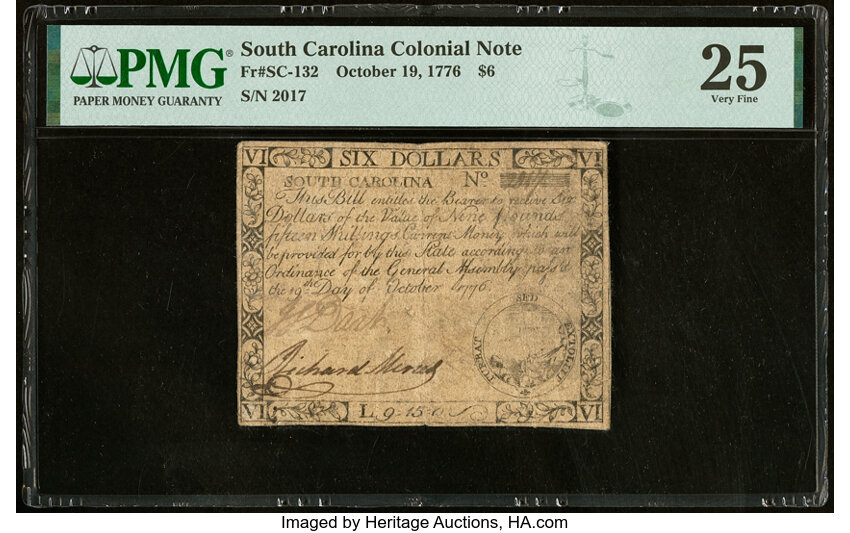 PMG®
PAPER MONEY GUARANTY
South Carolina Colonial Note
Fr#SC-132 October 19, 1776 $6
S/N 2017
25
Very Fine
VI SIX DOLLARS VI
SOUTH CAROLINA Nº
This Bill entitles the Bearer to receive Six
Dollars of the Value of Nine Pounds
fifteen Shillings, Current Money, which will
be provided for by this State according to an
Ordinance of the General Assembly pass'd
the 19th Day of October 1776.
SED
EXTOLLIT
Richard
VI L 9-15-0 VI
Imaged by Heritage Auctions, HA.com